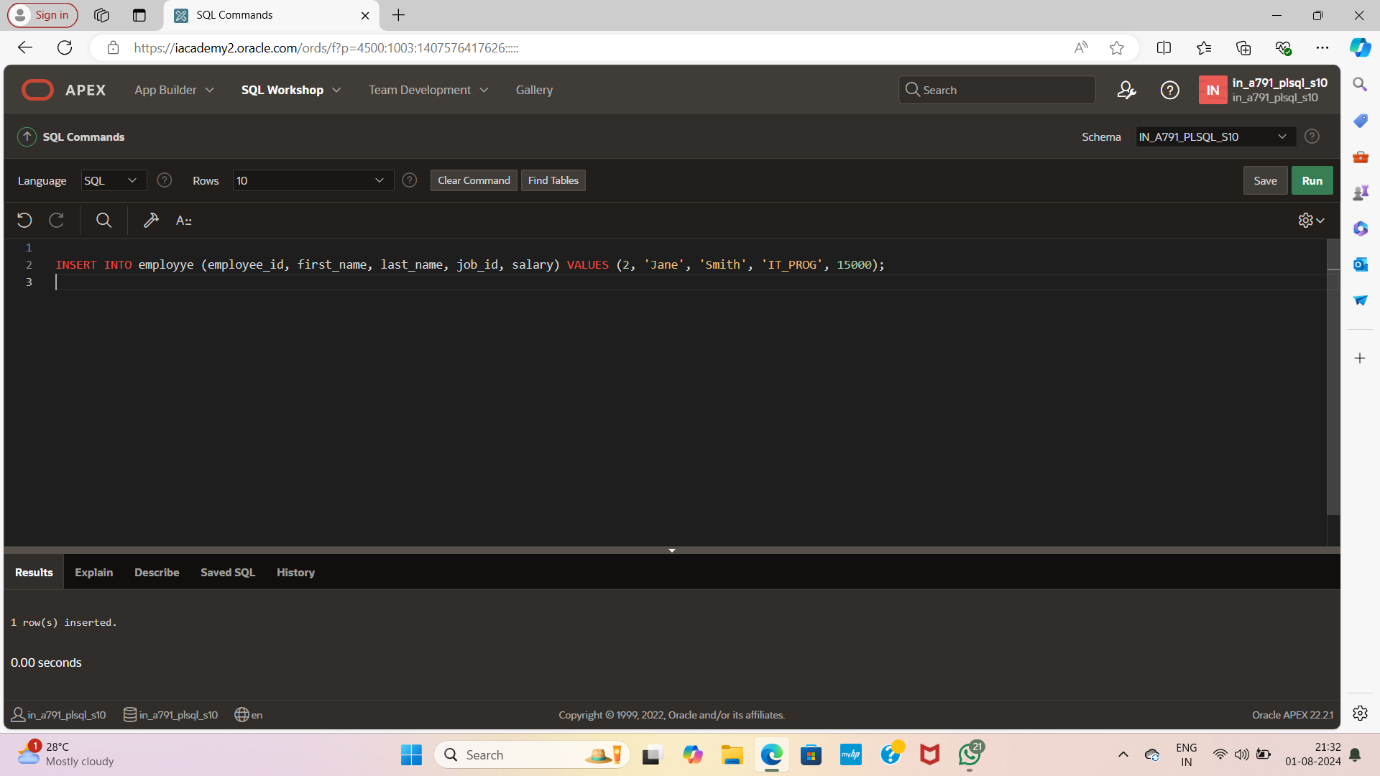 Sign in
SQL Commands
https://iacademy2.oracle.com/ords/f?p=4500:1003:1407576417626:::::
APEX App Builder SQL Workshop Team Development Gallery Search IN in_a791_plsql_s10
in_a791_plsql_s10
SQL Commands Schema IN_A791_PLSQL_S10
Language SQL Rows 10 Clear Command Find Tables Save Run
A::
1
2 INSERT INTO employye (employee_id, first_name, last_name, job_id, salary) VALUES (2, 'Jane', 'Smith', 'IT_PROG', 15000);
3
Results Explain Describe Saved SQL History
1 row(s) inserted.
0.00 seconds
in_a791_plsql_s10 in_a791_plsql_s10 en Copyright © 1999, 2022, Oracle and/or its affiliates. Oracle APEX 22.2.1
1 28°C
Mostly cloudy
Search
myhp
21
ENG
IN
21:32
01-08-2024